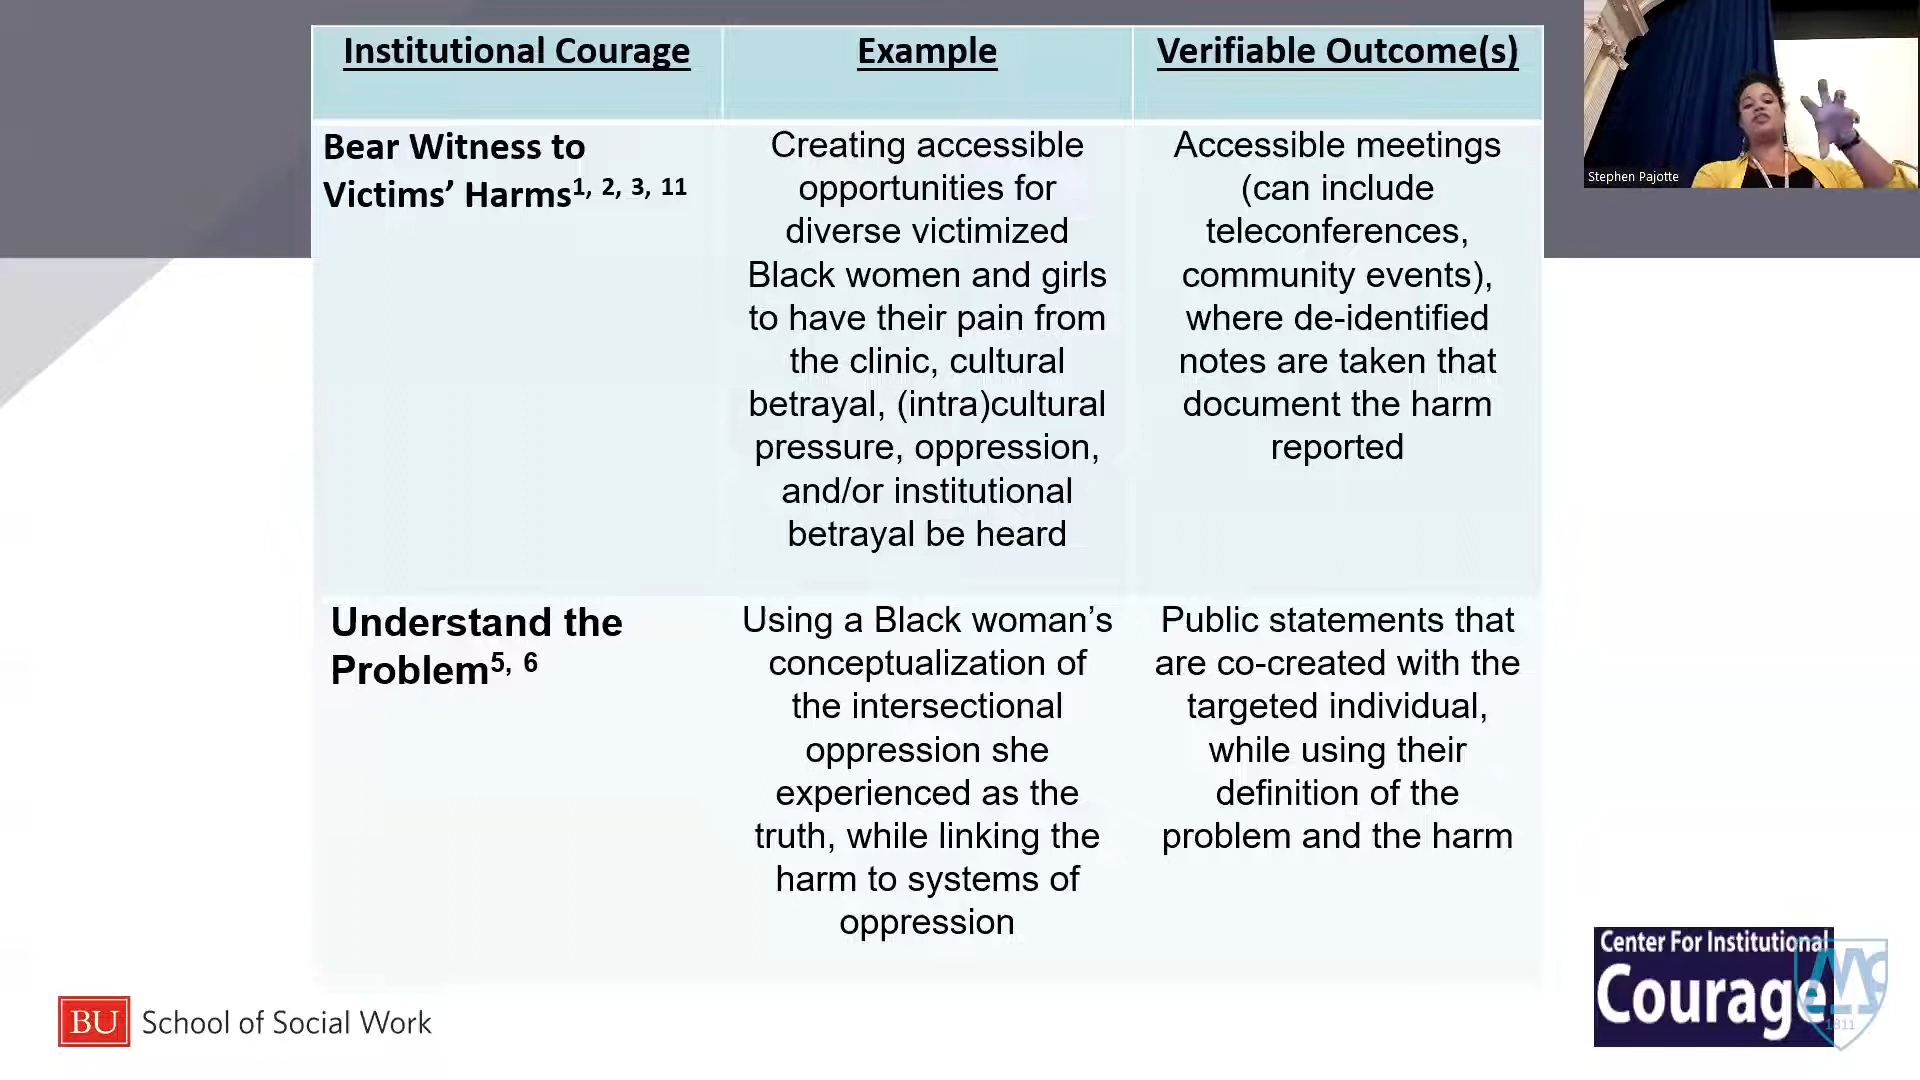 Institutional Courage
Example
Verifiable Outcome(s)
Bear Witness to
Victims’ Harms1, 2, 3, 11
Creating accessible
opportunities for
diverse victimized
Black women and girls
to have their pain from
the clinic, cultural
betrayal, (intra)cultural
pressure, oppression,
and/or institutional
betrayal be heard
Accessible meetings
(can include
teleconferences,
community events),
where de-identified
notes are taken that
document the harm
reported
Understand the
Problem5, 6
Using a Black woman’s
conceptualization of
the intersectional
oppression she
experienced as the
truth, while linking the
harm to systems of
oppression
Public statements that
are co-created with the
targeted individual,
while using their
definition of the
problem and the harm
Stephen Pajotte
BU School of Social Work
Center For Institutional
Courage
1811